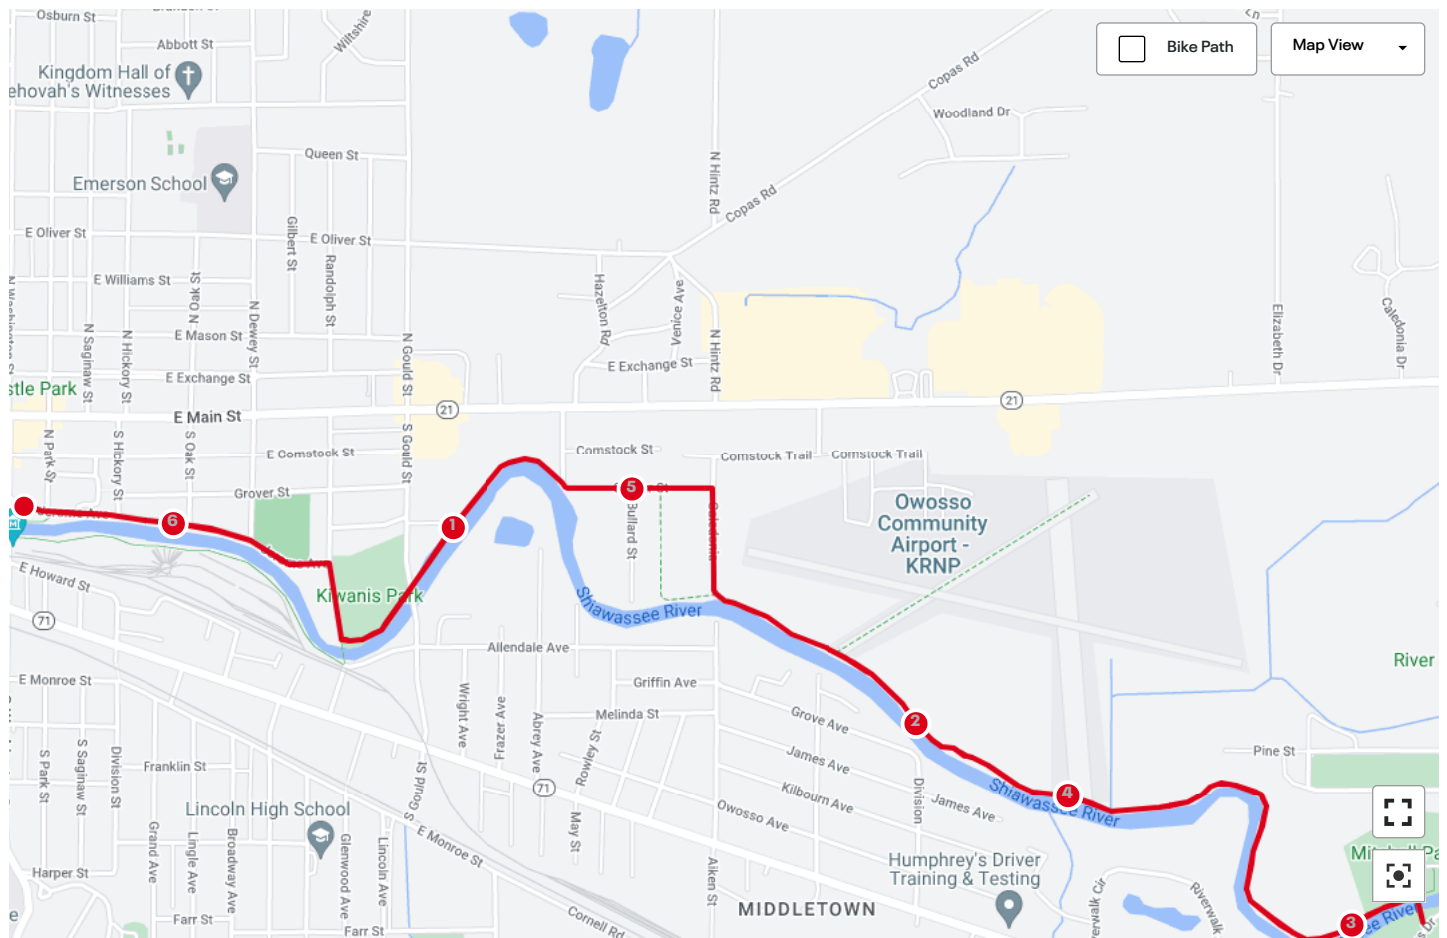 Osburn St
Abbott St
Wiltshire
Copas Rd
Bike Path
Map View
Kingdom Hall of
ehovah's Witnesses
Woodland Dr
Queen St
Emerson School
N Hintz Rd
Copas Rd
E Oliver St
Gilbert St
E Oliver St
E Williams St
N Oak St
Randolph St
Hazelton Rd
Venice Ave
N Saginaw St
N Hickory St
E Mason St
N Dewey St
N Gould St
N Hintz Rd
Elizabeth Dr
Caledonia Dr
E Exchange St
E Exchange St
stle Park
E Main St
21
21
N Park St
S Hickory St
S Oak St
E Comstock St
S Gould St
Comstock St
Comstock Trail
Comstock Trail
Grover St
5
Owosso
Community
Airport -
KRNP
6
1
Bullard St
Caledonia
E Howard St
Kiwanis Park
Shiawassee River
71
Allendale Ave
River
E Monroe St
Griffin Ave
Wright Ave
Frazer Ave
Abrey Ave
Melinda St
Grove Ave
2
Rowley St
James Ave
Pine St
S Park St
S Saginaw St
Division St
Franklin St
S Gould St
71
Kilbourn Ave
Division
James Ave
Shiawassee River
4
Lincoln High School
Owosso Ave
Grand Ave
Lingle Ave
Broadway Ave
Glenwood Ave
Lincoln Ave
E Monroe St
May St
Aiken St
Humphrey's Driver
Training & Testing
Harper St
Riverwalk
erwalk Cir
MIDDLETOWN
Farr St
Farr St
Cornell Rd
3